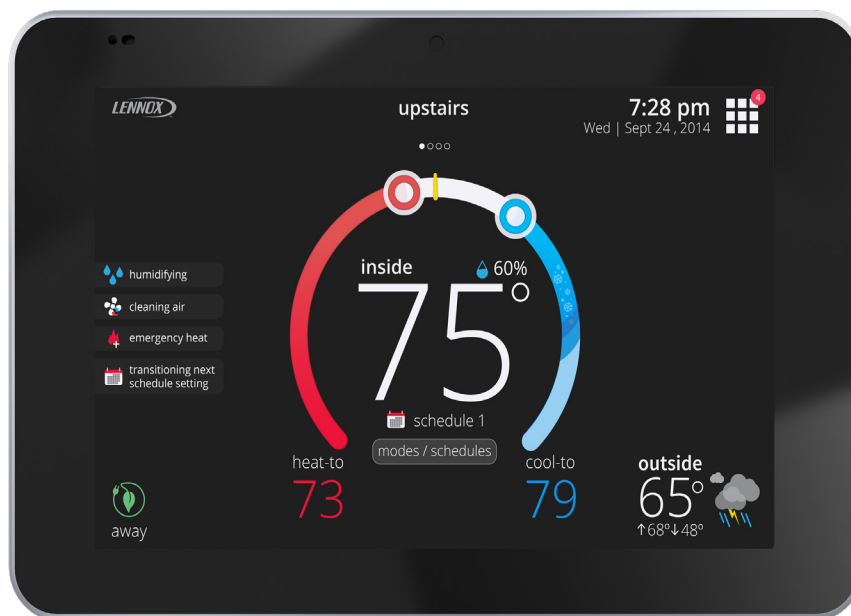 LENNOX
upstairs
7:28 pm
4
Wed | Sept 24 , 2014
inside
60%
75°
humidifying
cleaning air
emergency heat
transitioning next
schedule setting
schedule 1
modes / schedules
heat-to
73
cool-to
79
outside
65°
↑68°↓48°
away